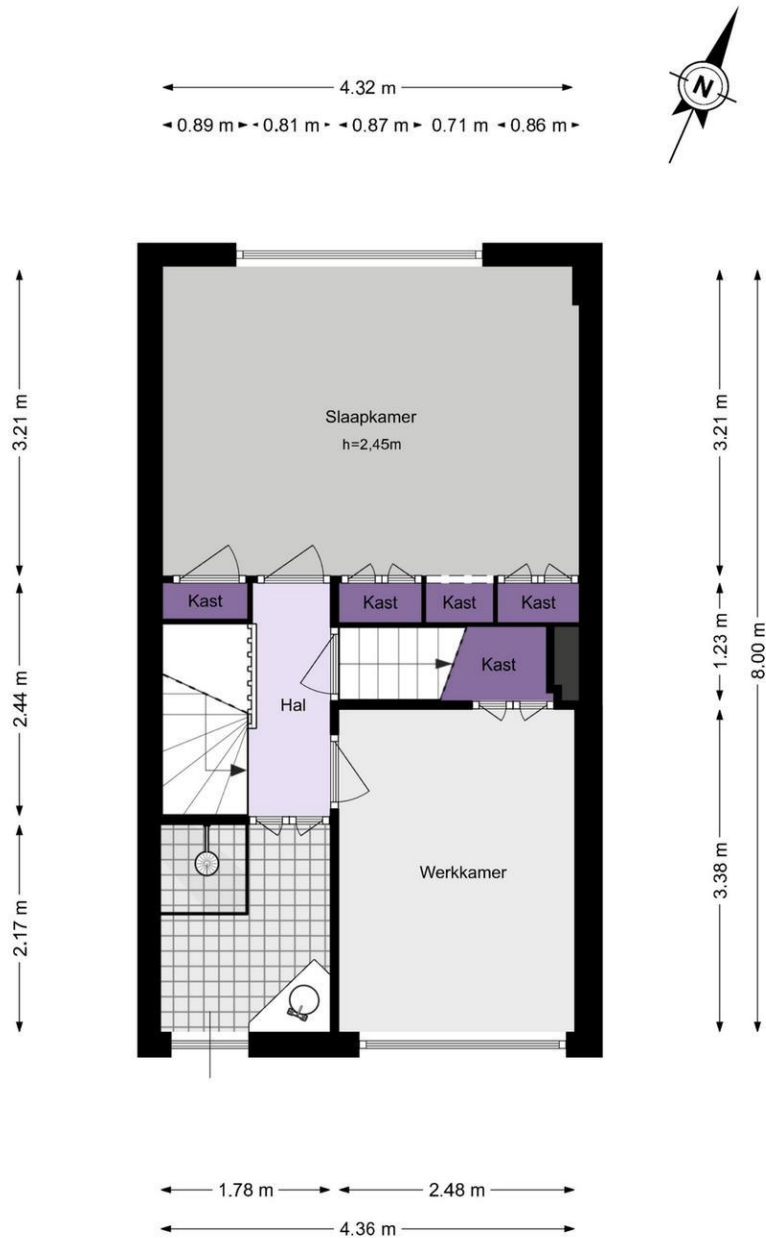 N
4.32 m
0.89 m 0.81 m 0.87 m 0.71 m 0.86 m
3.21 m
2.44 m
2.17 m
Slaapkamer
h=2,45m
Kast
Kast
Kast
Kast
Kast
Hal
Werkkamer
3.21 m
1.23 m
3.38 m
8.00 m
1.78 m
2.48 m
4.36 m